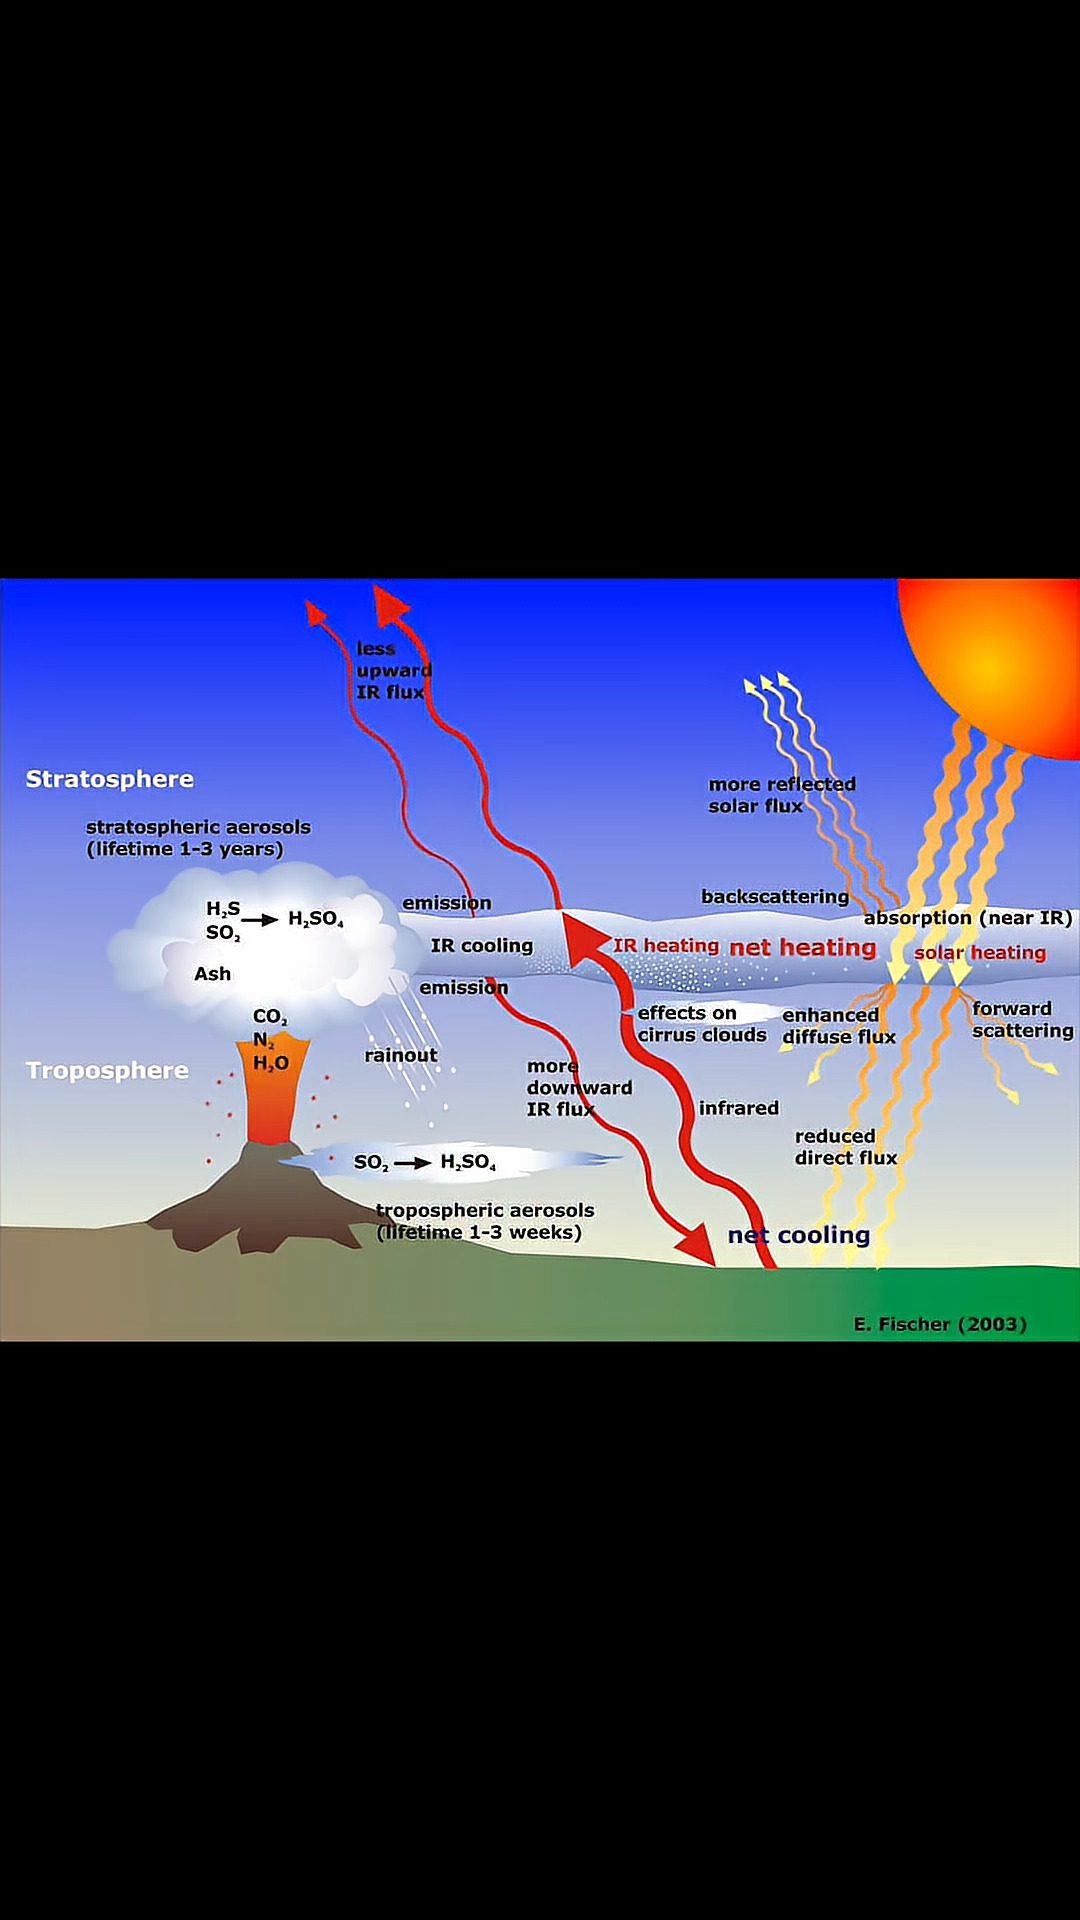 less
upward
IR flux
Stratosphere
more reflected
solar flux
stratospheric aerosols
(lifetime 1-3 years)
H₂S → H₂SO₄
SO₂
Ash
emission
backscattering
absorption (near IR)
IR cooling
IR heating
net heating
solar heating
emission
CO₂
N₂
H₂O
effects on
cirrus clouds
enhanced
diffuse flux
forward
scattering
rainout
Troposphere
more
downward
IR flux
infrared
reduced
direct flux
SO₂ → H₂SO₄
tropospheric aerosols
(lifetime 1-3 weeks)
net cooling
E. Fischer (2003)